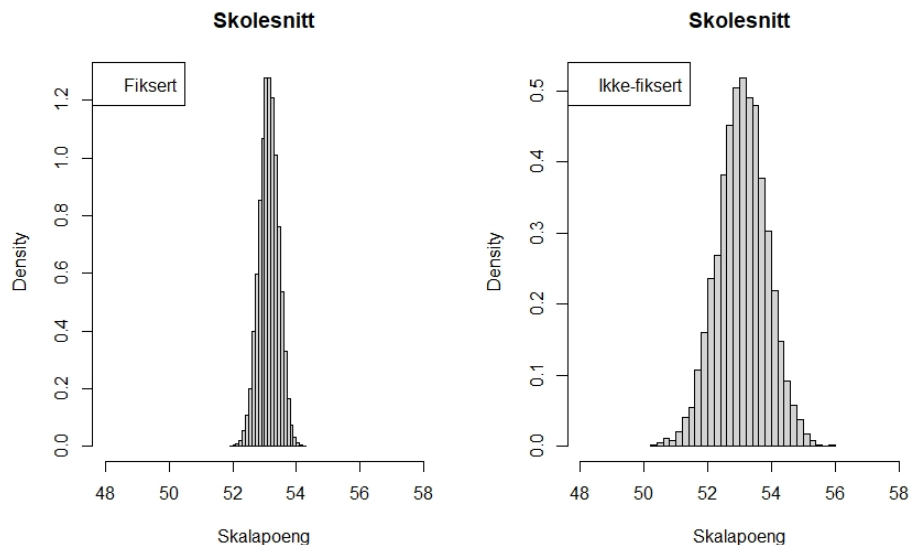 Skolesnitt
Fiksert
Density
0.0 0.2 0.4 0.6 0.8 1.0 1.2
48 50 52 54 56 58
Skalapoeng
Skolesnitt
Ikke-fiksert
Density
0.0 0.1 0.2 0.3 0.4 0.5
48 50 52 54 56 58
Skalapoeng